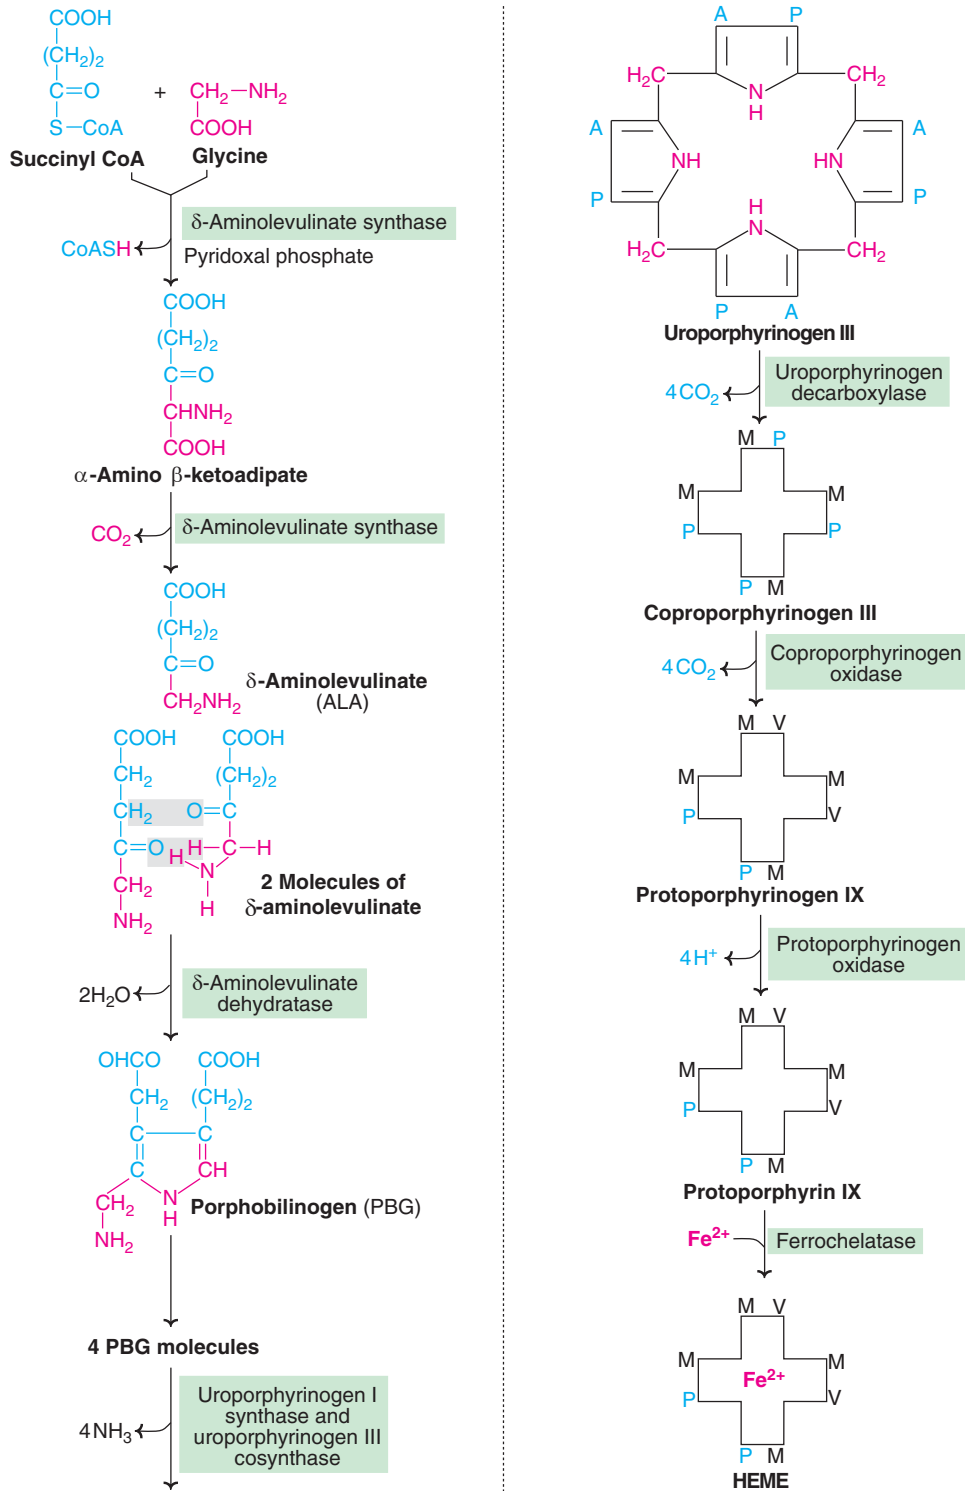 COOH
(CH2)2
C=O
S–CoA
Succinyl CoA
+
CH2–NH2
COOH
Glycine
δ-Aminolevulinate synthase
CoASH
Pyridoxal phosphate
COOH
(CH2)2
C=O
CHNH2
COOH
α-Amino β-ketoadipate
CO2
δ-Aminolevulinate synthase
COOH
(CH2)2
C=O
CH2NH2
δ-Aminolevulinate
(ALA)
COOH
CH2
CH2
C=O
CH2
NH2
COOH
(CH2)2
O=C
H–C–H
H
N
H
2 Molecules of
δ-aminolevulinate
2H2O
δ-Aminolevulinate
dehydratase
OHCO COOH
CH2 (CH2)2
C C
C CH
CH2 N
H
NH2
Porphobilinogen (PBG)
4 PBG molecules
4NH3
Uroporphyrinogen I
synthase and
uroporphyrinogen III
cosynthase
A P
H2C CH2
N
H
A A
NH HN
P P
H
N
H2C CH2
P A
Uroporphyrinogen III
4CO2
Uroporphyrinogen
decarboxylase
M P
M M
P P
P M
Coproporphyrinogen III
4CO2
Coproporphyrinogen
oxidase
M V
M M
P V
P M
Protoporphyrinogen IX
4H+
Protoporphyrinogen
oxidase
M V
M M
P V
P M
Protoporphyrin IX
Fe2+
Ferrochelatase
M V
M M
Fe2+
P V
P M
HEME